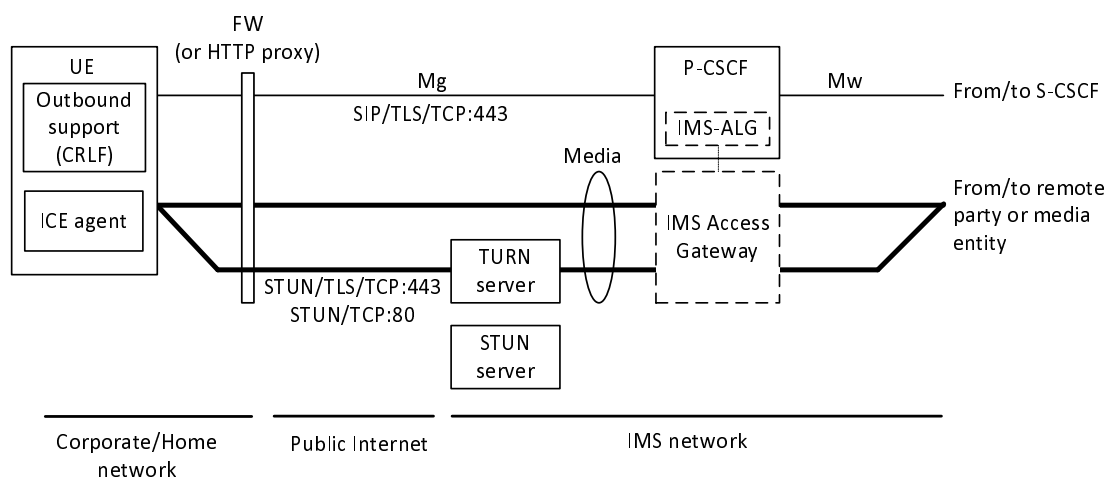 FW
(or HTTP proxy)
UE
Outbound
support
(CRLF)
ICE agent
Mg
SIP/TLS/TCP:443
P-CSCF
IMS-ALG
Mw
From/to S-CSCF
Media
IMS Access
Gateway
From/to remote
party or media
entity
TURN
server
STUN/TLS/TCP:443
STUN/TCP:80
STUN
server
Corporate/Home
network
Public Internet
IMS network